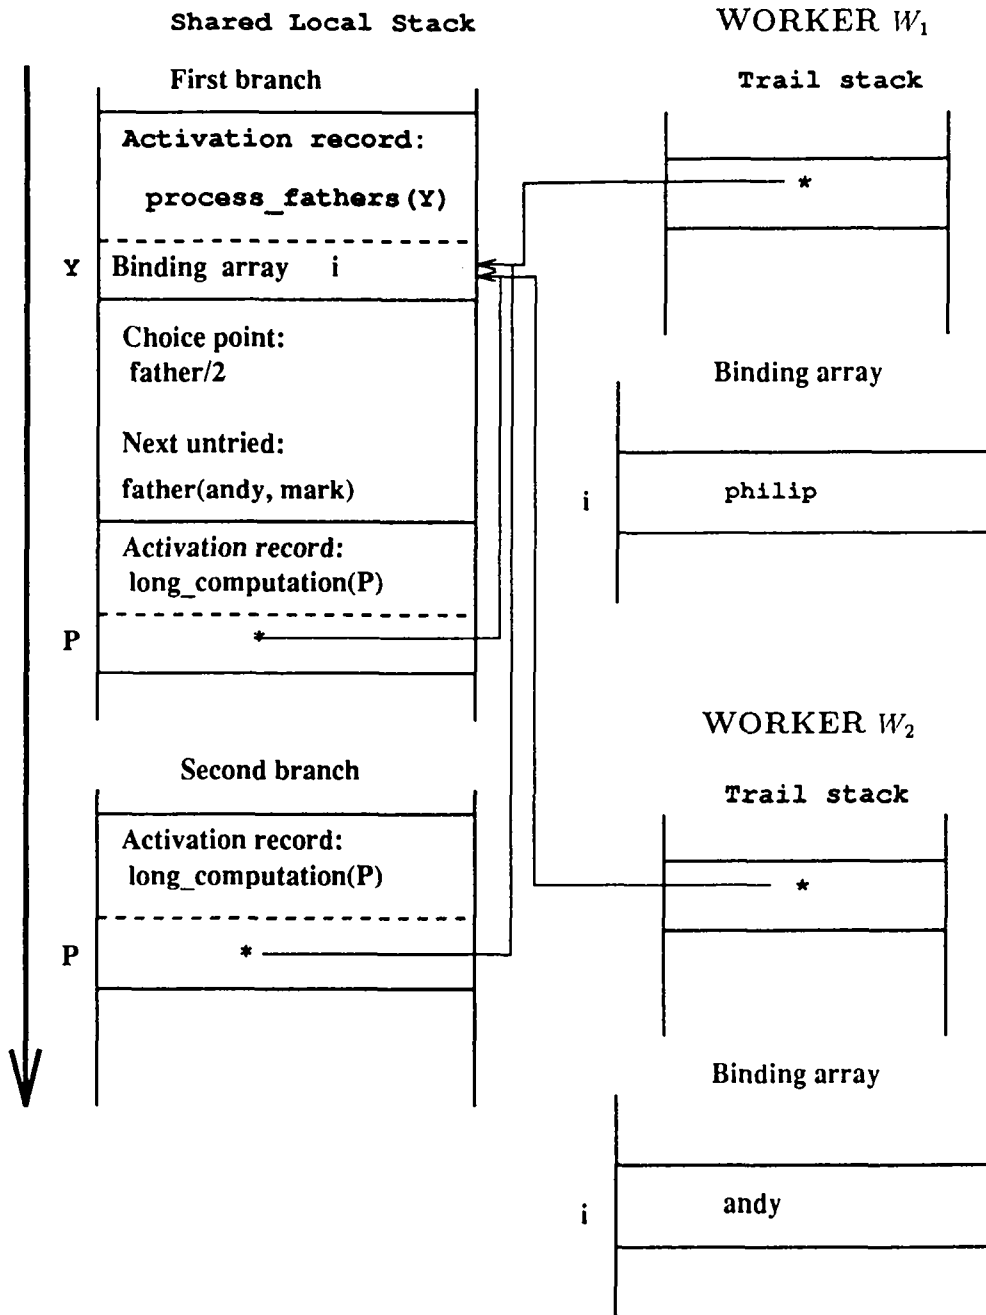 Shared Local Stack
First branch
Activation record:
process_fathers(Y)
Y
Binding array i
Choice point:
father/2
Next untried:
father(andy, mark)
Activation record:
long_computation(P)
P
*
Second branch
Activation record:
long_computation(P)
P
*
WORKER W1
Trail stack
*
Binding array
i
philip
WORKER W2
Trail stack
*
Binding array
i
andy